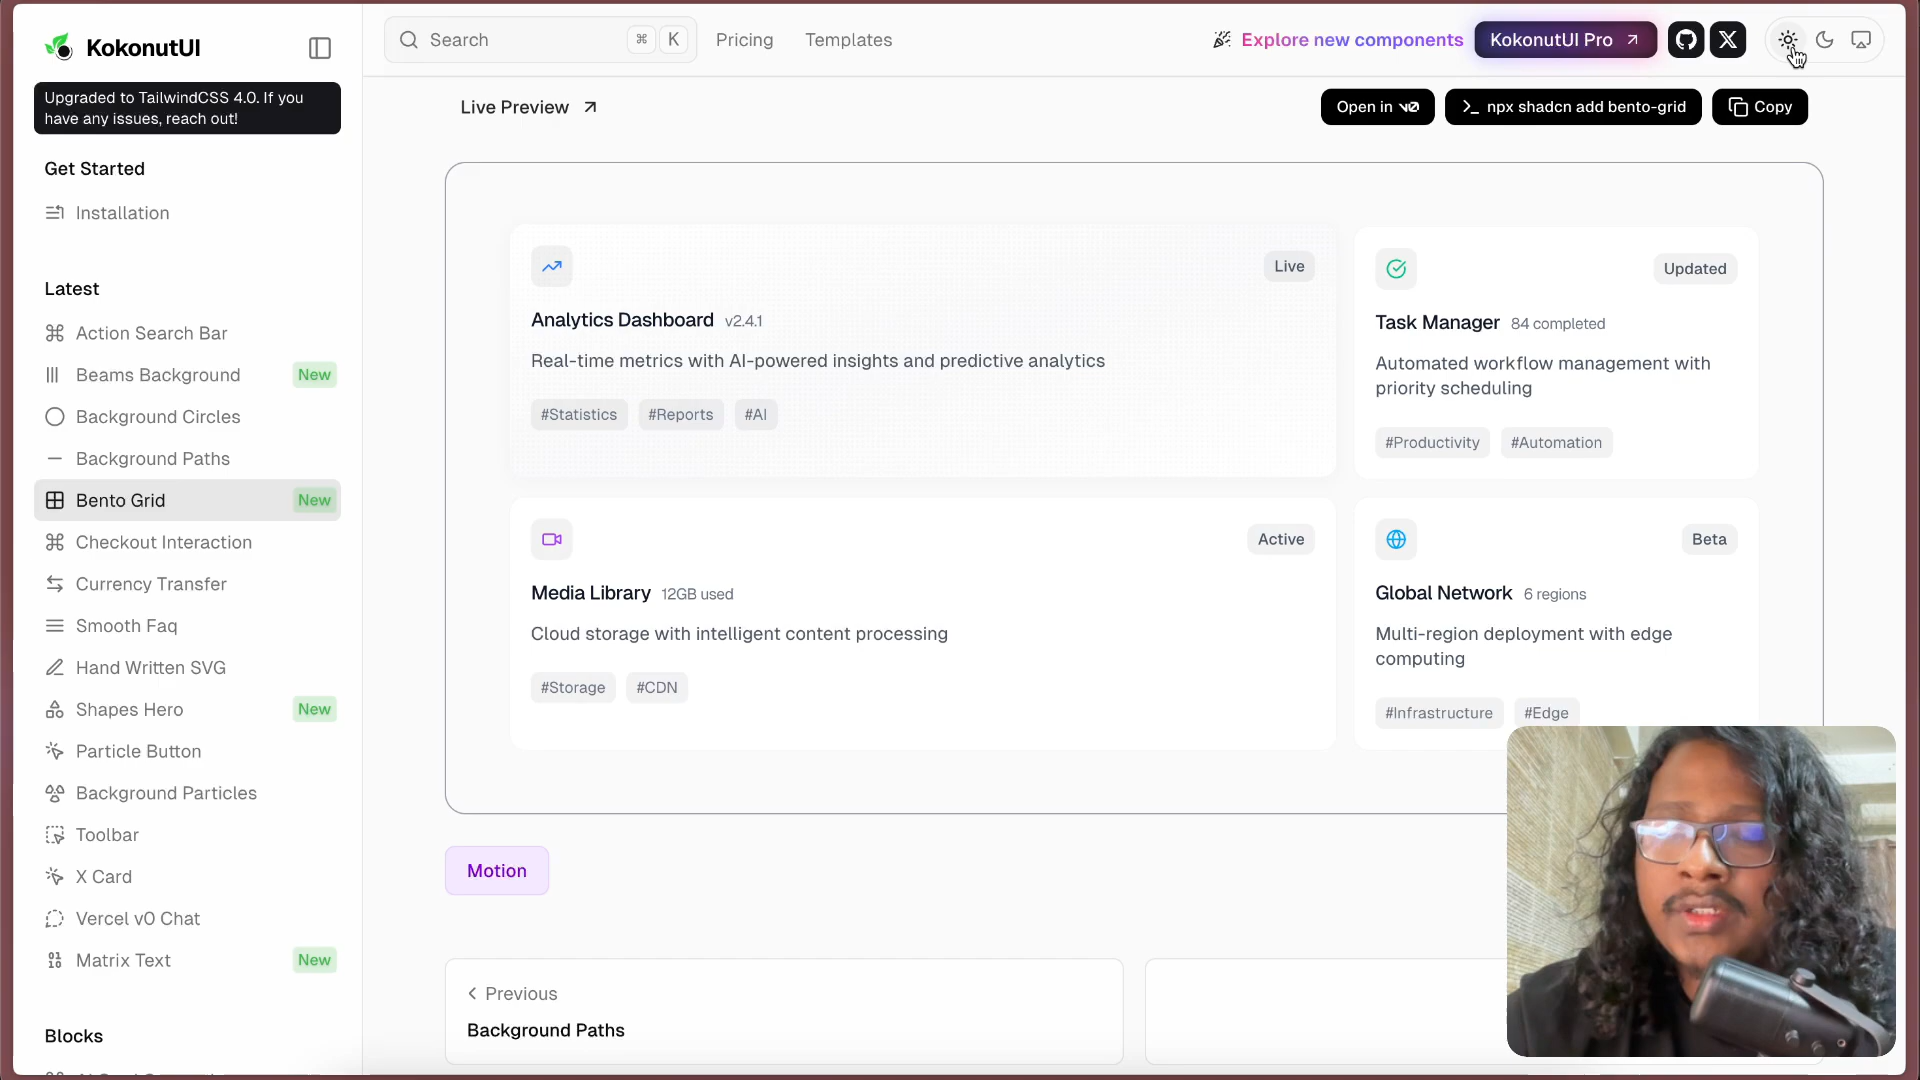 KokonutUI
Search
⌘ K
Pricing
Templates
Explore new components
KokonutUI Pro
Upgraded to TailwindCSS 4.0. If you
have any issues, reach out!
Get Started
Installation
Latest
Action Search Bar
Beams Background New
Background Circles
Background Paths
Bento Grid New
Checkout Interaction
Currency Transfer
Smooth Faq
Hand Written SVG
Shapes Hero New
Particle Button
Background Particles
Toolbar
X Card
Vercel v0 Chat
Matrix Text New
Blocks
Live Preview
Open in v0
>_ npx shadcn add bento-grid
Copy
Live
Analytics Dashboard v2.4.1
Real-time metrics with AI-powered insights and predictive analytics
#Statistics #Reports #AI
Updated
Task Manager 84 completed
Automated workflow management with
priority scheduling
#Productivity #Automation
Active
Media Library 12GB used
Cloud storage with intelligent content processing
#Storage #CDN
Beta
Global Network 6 regions
Multi-region deployment with edge
computing
#Infrastructure #Edge
Motion
Previous
Background Paths